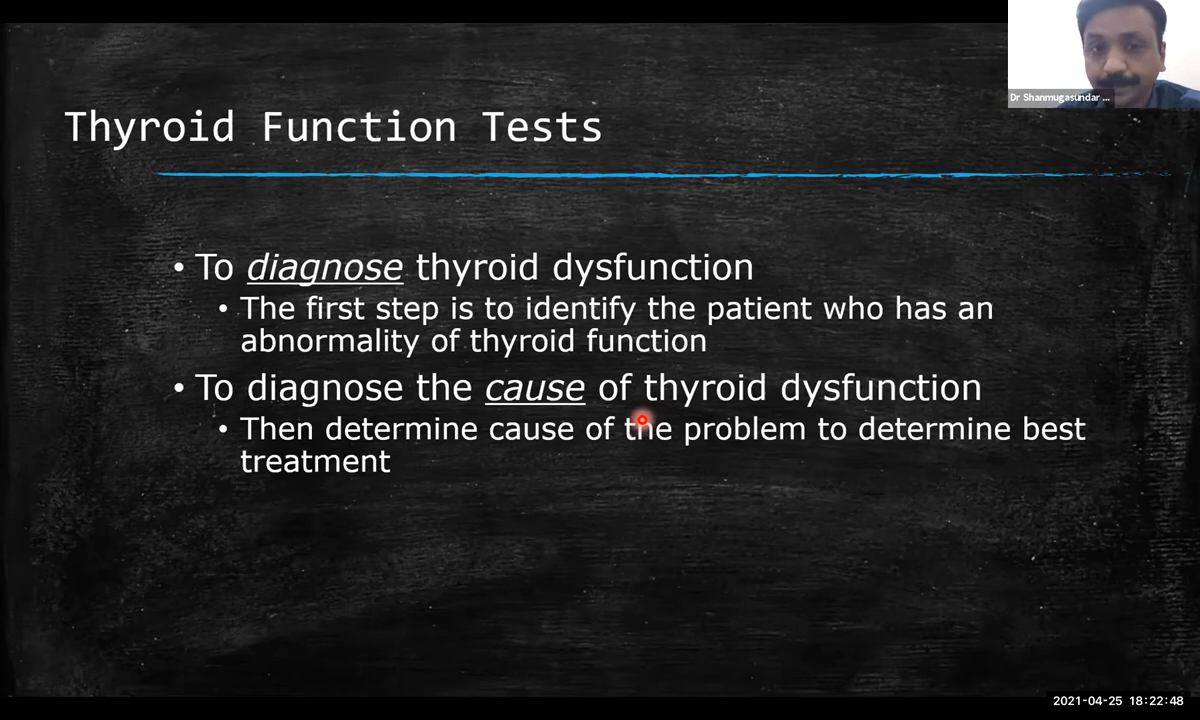 Dr Shanmugasundar ...
Thyroid Function Tests
• To diagnose thyroid dysfunction
• The first step is to identify the patient who has an
abnormality of thyroid function
• To diagnose the cause of thyroid dysfunction
• Then determine cause of the problem to determine best
treatment
2021-04-25 18:22:48